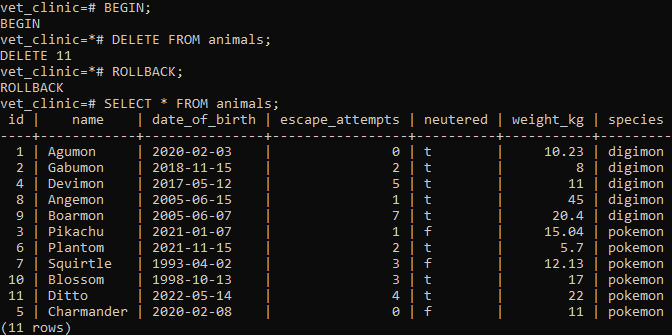 vet_clinic=# BEGIN;
BEGIN
vet_clinic=*# DELETE FROM animals;
DELETE 11
vet_clinic=*# ROLLBACK;
ROLLBACK
vet_clinic=# SELECT * FROM animals;
 id |    name    | date_of_birth | escape_attempts | neutered | weight_kg | species
----+------------+---------------+-----------------+----------+-----------+---------
  1 | Agumon     | 2020-02-03    |               0 | t        |     10.23 | digimon
  2 | Gabumon    | 2018-11-15    |               2 | t        |         8 | digimon
  4 | Devimon    | 2017-05-12    |               5 | t        |        11 | digimon
  8 | Angemon    | 2005-06-15    |               1 | t        |        45 | digimon
  9 | Boarmon    | 2005-06-07    |               7 | t        |      20.4 | digimon
  3 | Pikachu    | 2021-01-07    |               1 | f        |     15.04 | pokemon
  6 | Plantom    | 2021-11-15    |               2 | t        |       5.7 | pokemon
  7 | Squirtle   | 1993-04-02    |               3 | f        |     12.13 | pokemon
 10 | Blossom    | 1998-10-13    |               3 | t        |        17 | pokemon
 11 | Ditto      | 2022-05-14    |               4 | t        |        22 | pokemon
  5 | Charmander | 2020-02-08    |               0 | f        |        11 | pokemon
(11 rows)